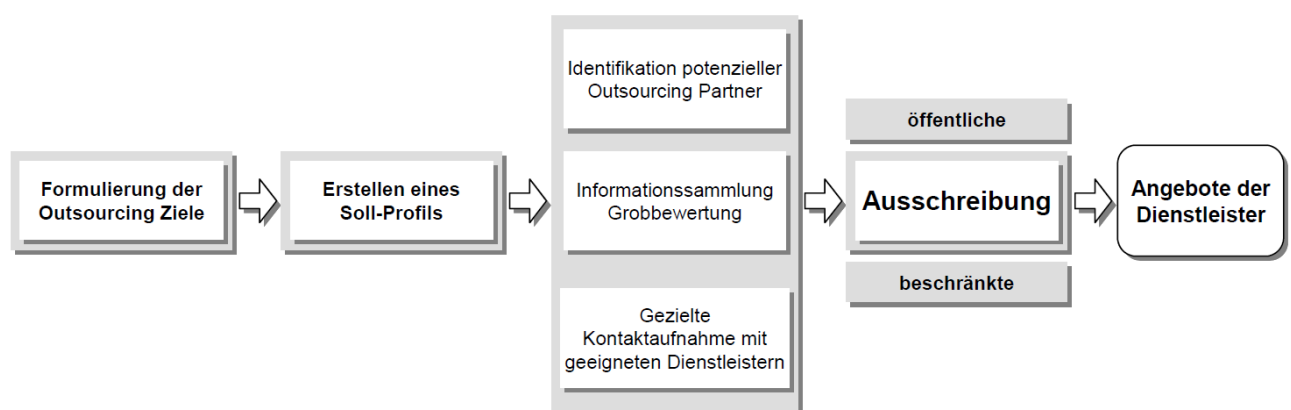 Formulierung der
Outsourcing Ziele
Erstellen eines
Soll-Profils
Identifikation potenzieller
Outsourcing Partner
Informationssammlung
Grobbewertung
Gezielte
Kontaktaufnahme mit
geeigneten Dienstleistern
öffentliche
Ausschreibung
beschränkte
Angebote der
Dienstleister